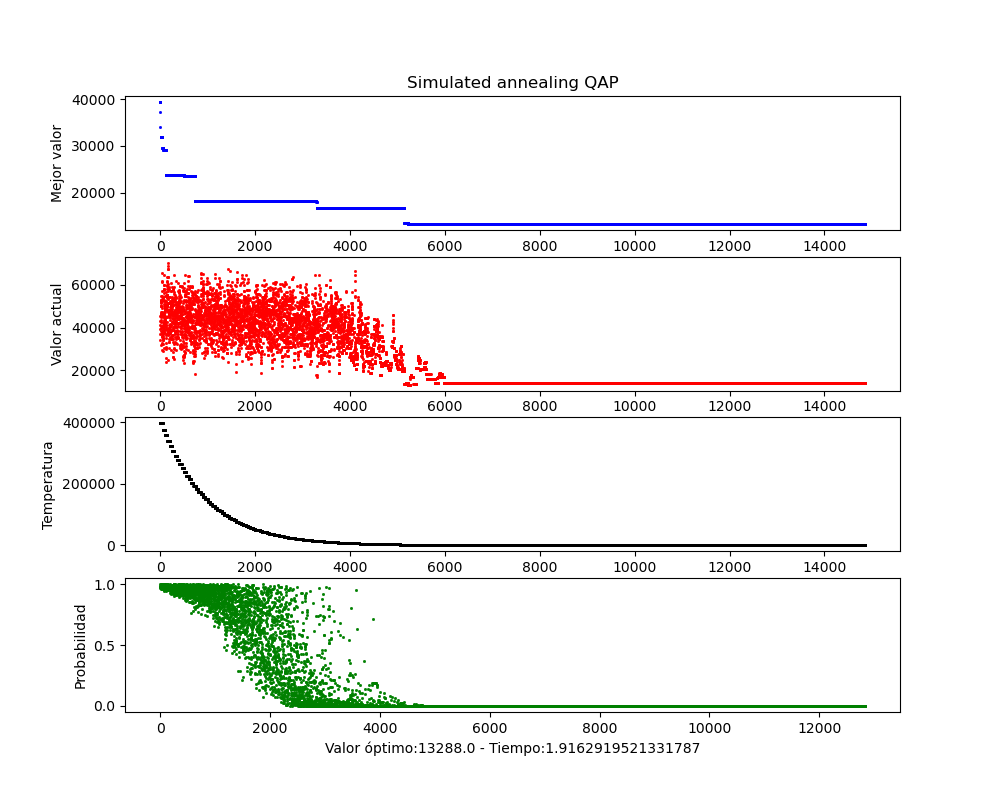 Simulated annealing QAP
Mejor valor
40000
30000
20000
0 2000 4000 6000 8000 10000 12000 14000
Valor actual
60000
40000
20000
0 2000 4000 6000 8000 10000 12000 14000
Temperatura
400000
200000
0
0 2000 4000 6000 8000 10000 12000 14000
Probabilidad
1.0
0.5
0.0
0 2000 4000 6000 8000 10000 12000
Valor óptimo:13288.0 - Tiempo:1.9162919521331787